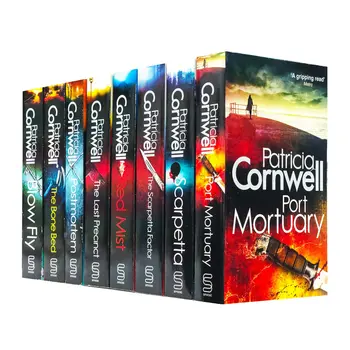 Patricia
Cornwell
Blow Fly
Patricia
Cornwell
The Bone Bed
Patricia
Cornwell
Postmortem
Patricia
Cornwell
The Last Precinct
Patricia
Cornwell
Red Mist
Patricia
Cornwell
The Scarpetta Factor
Patricia
Cornwell
Scarpetta
Patricia
Cornwell
Port Mortuary
'A gripping read'
Patricia
Cornwell
Port
Mortuary